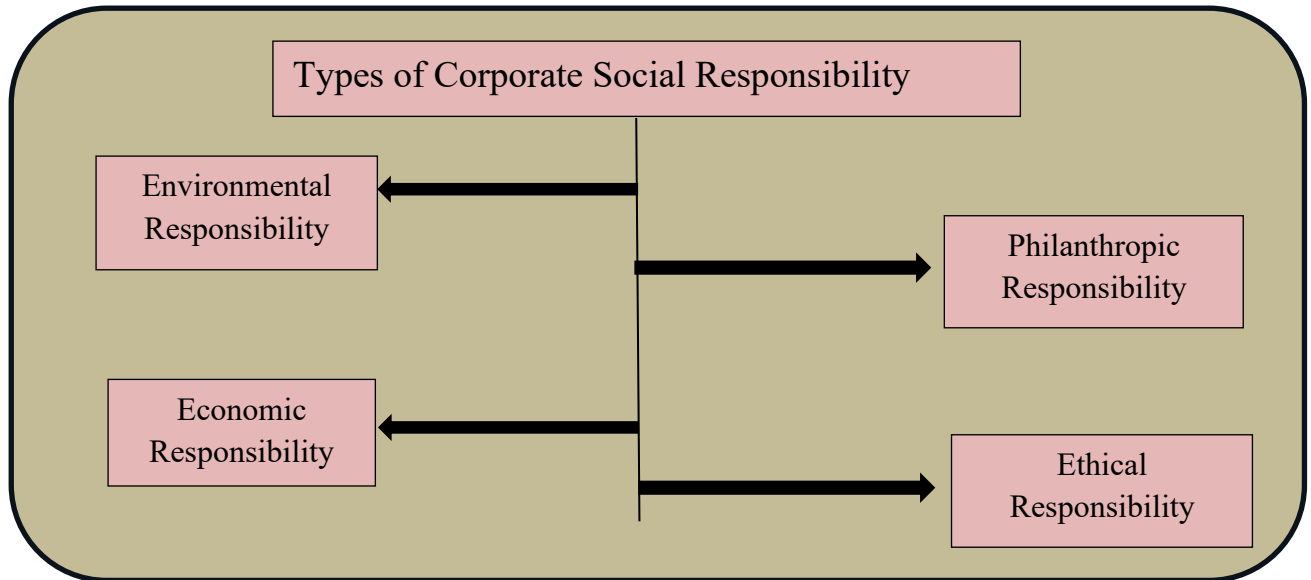 Types of Corporate Social Responsibility
Environmental
Responsibility
Philanthropic
Responsibility
Economic
Responsibility
Ethical
Responsibility